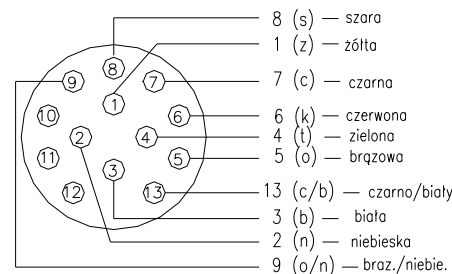 8 (s) — szara
1 (z) — żółta
7 (c) — czarna
6 (k) — czerwona
4 (t) — zielona
5 (o) — brązowa
13 (c/b) — czarno/biały
3 (b) — biała
2 (n) — niebieska
9 (o/n) — braz./niebie.
8
9
7
1
10
6
2
4
11
5
3
12
13